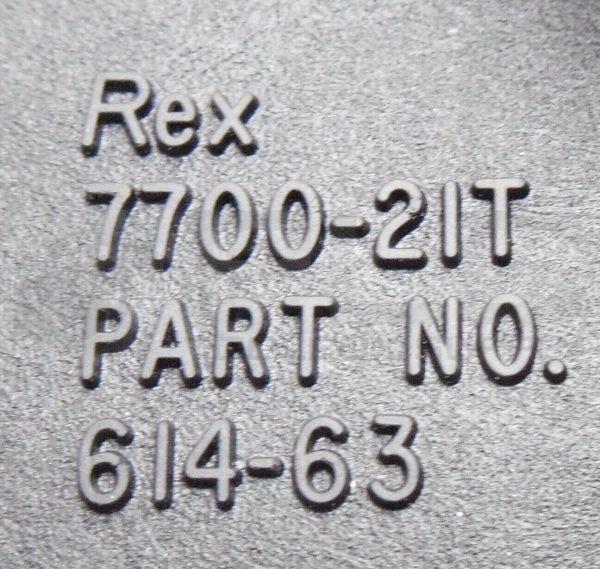 Rex
7700-21T
PART NO.
614-63